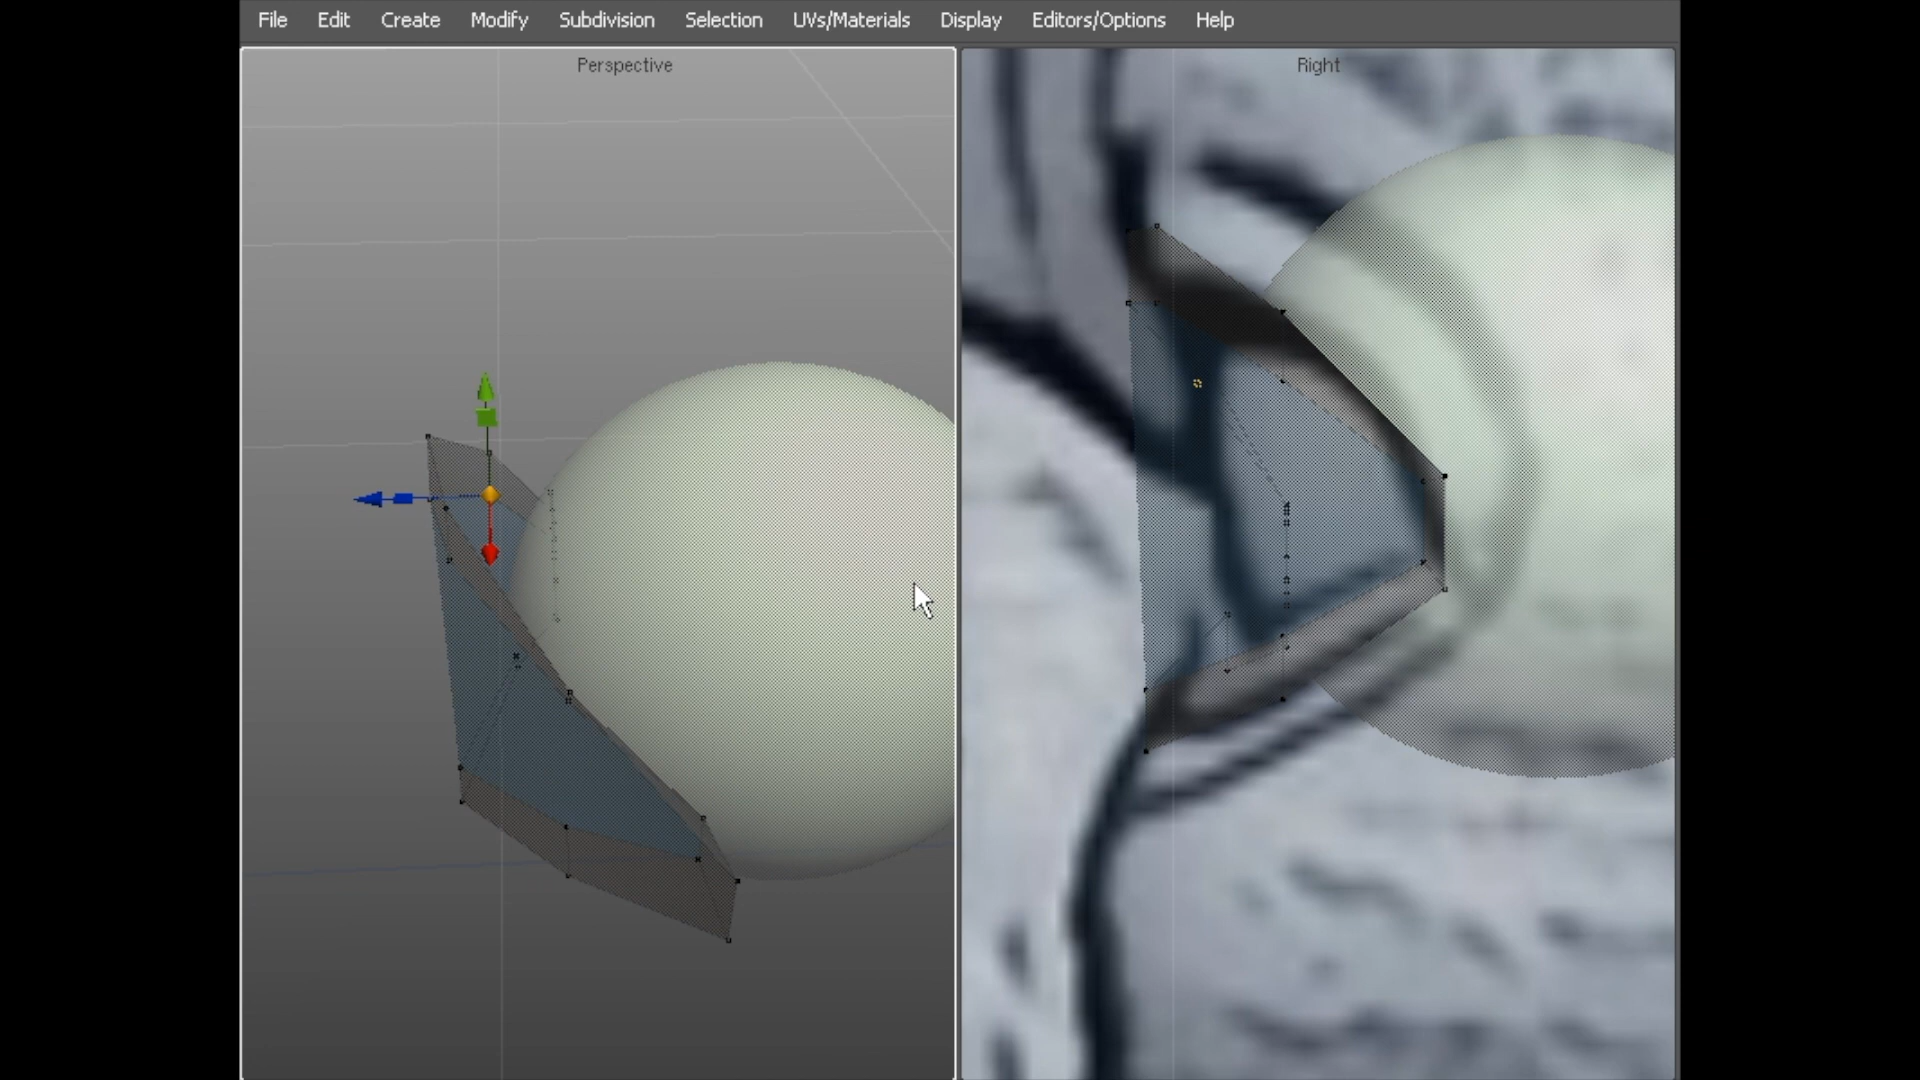 File Edit Create Modify Subdivision Selection UVs/Materials Display Editors/Options Help
Perspective
Right